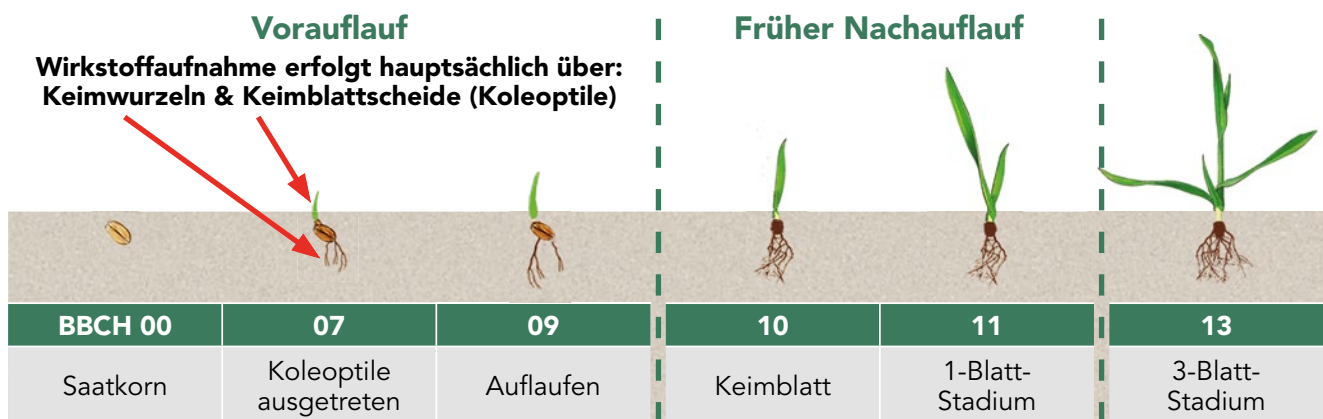 Vorauflauf
Früher Nachauflauf
Wirkstoffaufnahme erfolgt hauptsächlich über:
Keimwurzeln & Keimblattscheide (Koleoptile)
BBCH 00
07
09
10
11
13
Saatkorn
Koleoptile
ausgetreten
Auflaufen
Keimblatt
1-Blatt-
Stadium
3-Blatt-
Stadium